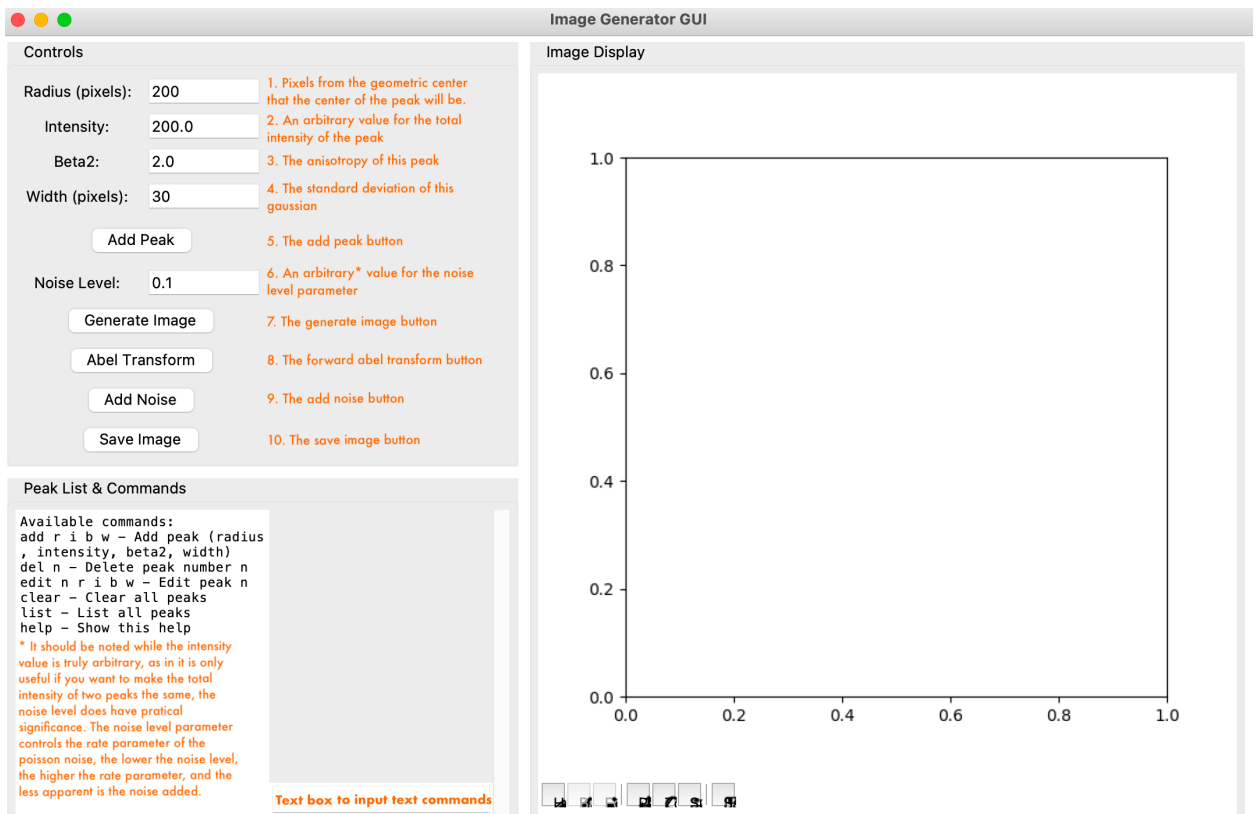 Image Generator GUI
Controls
Radius (pixels): 200
1. Pixels from the geometric center
that the center of the peak will be.
Intensity: 200.0
2. An arbitrary value for the total
intensity of the peak
Beta2: 2.0
3. The anisotropy of this peak
Width (pixels): 30
4. The standard deviation of this
gaussian
Add Peak
5. The add peak button
Noise Level: 0.1
6. An arbitrary* value for the noise
level parameter
Generate Image
7. The generate image button
Abel Transform
8. The forward abel transform button
Add Noise
9. The add noise button
Save Image
10. The save image button
Peak List & Commands
Available commands:
add r i b w – Add peak (radius
, intensity, beta2, width)
del n – Delete peak number n
edit n r i b w – Edit peak n
clear – Clear all peaks
list – List all peaks
help – Show this help
* It should be noted while the intensity
value is truly arbitrary, as in it is only
useful if you want to make the total
intensity of two peaks the same, the
noise level does have pratical
significance. The noise level parameter
controls the rate parameter of the
poisson noise, the lower the noise level,
the higher the rate parameter, and the
less apparent is the noise added.
Text box to input text commands
Image Display
1.0
0.8
0.6
0.4
0.2
0.0
0.0 0.2 0.4 0.6 0.8 1.0